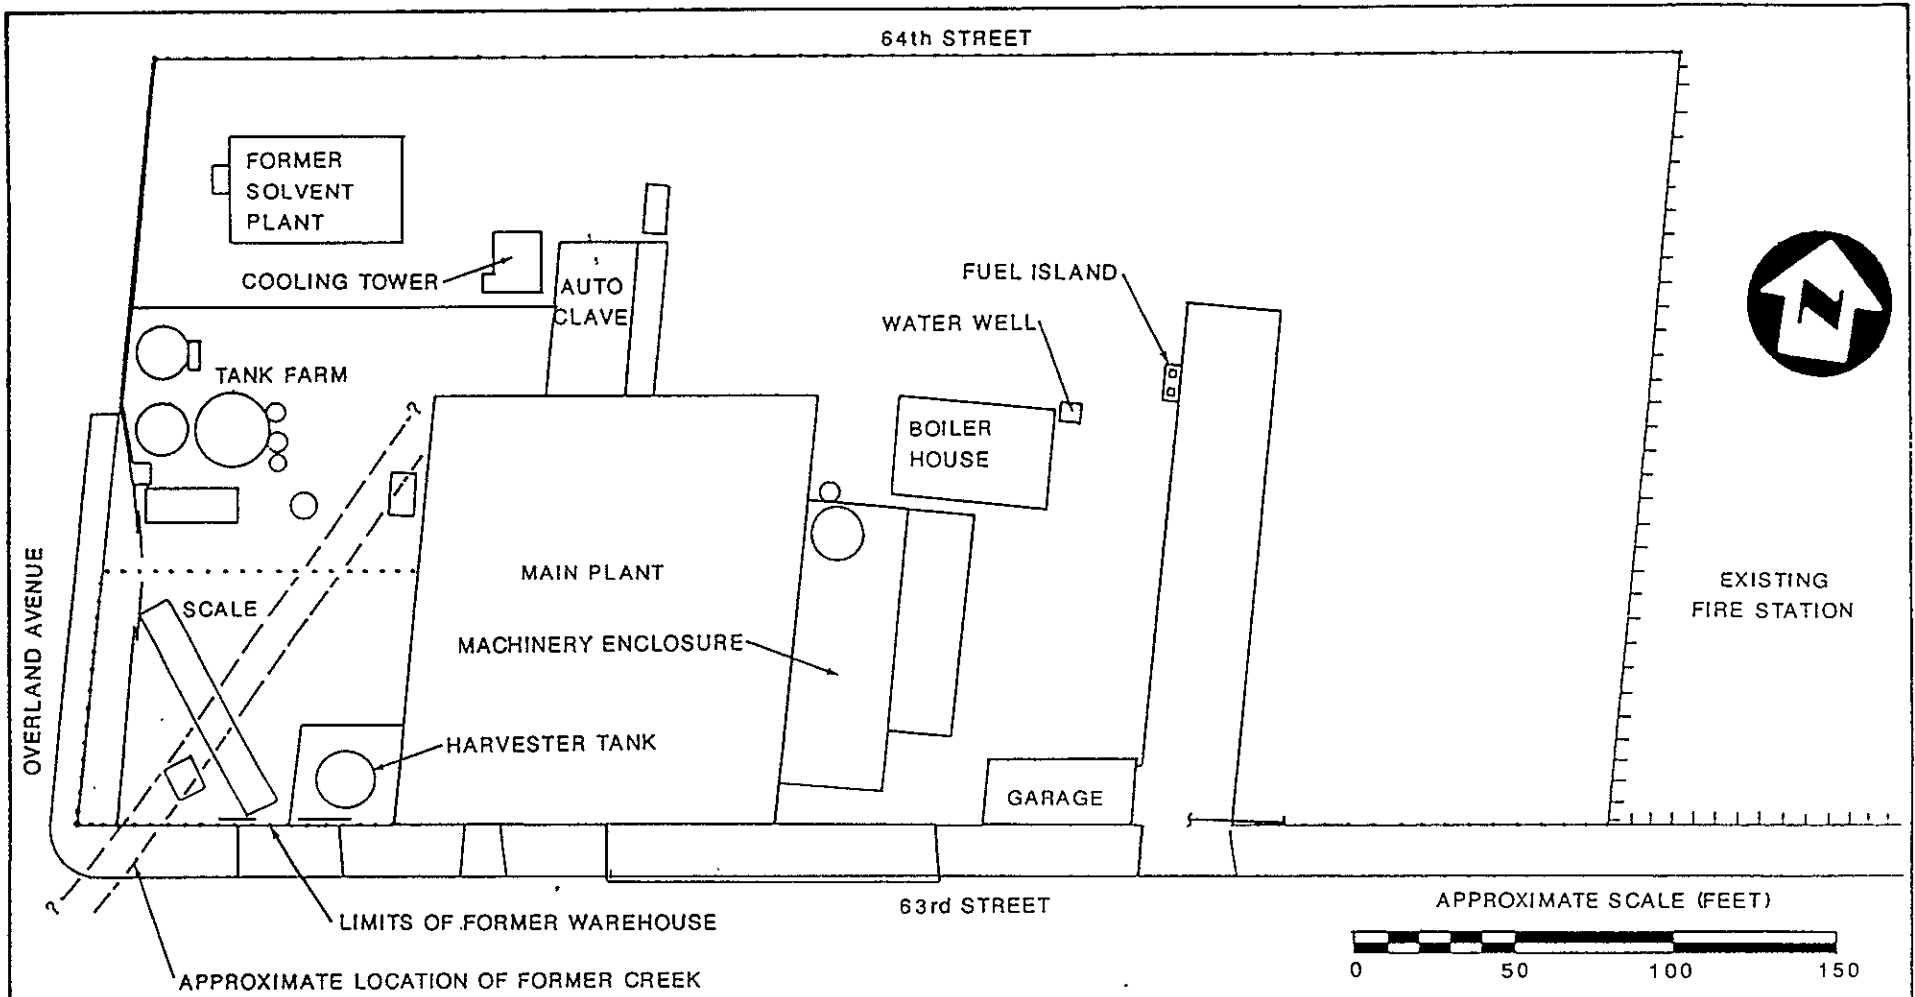 64th STREET
FORMER
SOLVENT
PLANT
COOLING TOWER
AUTO
CLAVE
FUEL ISLAND
WATER WELL
N
TANK FARM
?
BOILER
HOUSE
MAIN PLANT
EXISTING
FIRE STATION
OVERLAND AVENUE
SCALE
MACHINERY ENCLOSURE
HARVESTER TANK
GARAGE
?
63rd STREET
LIMITS OF FORMER WAREHOUSE
APPROXIMATE LOCATION OF FORMER CREEK
APPROXIMATE SCALE (FEET)
0 50 100 150